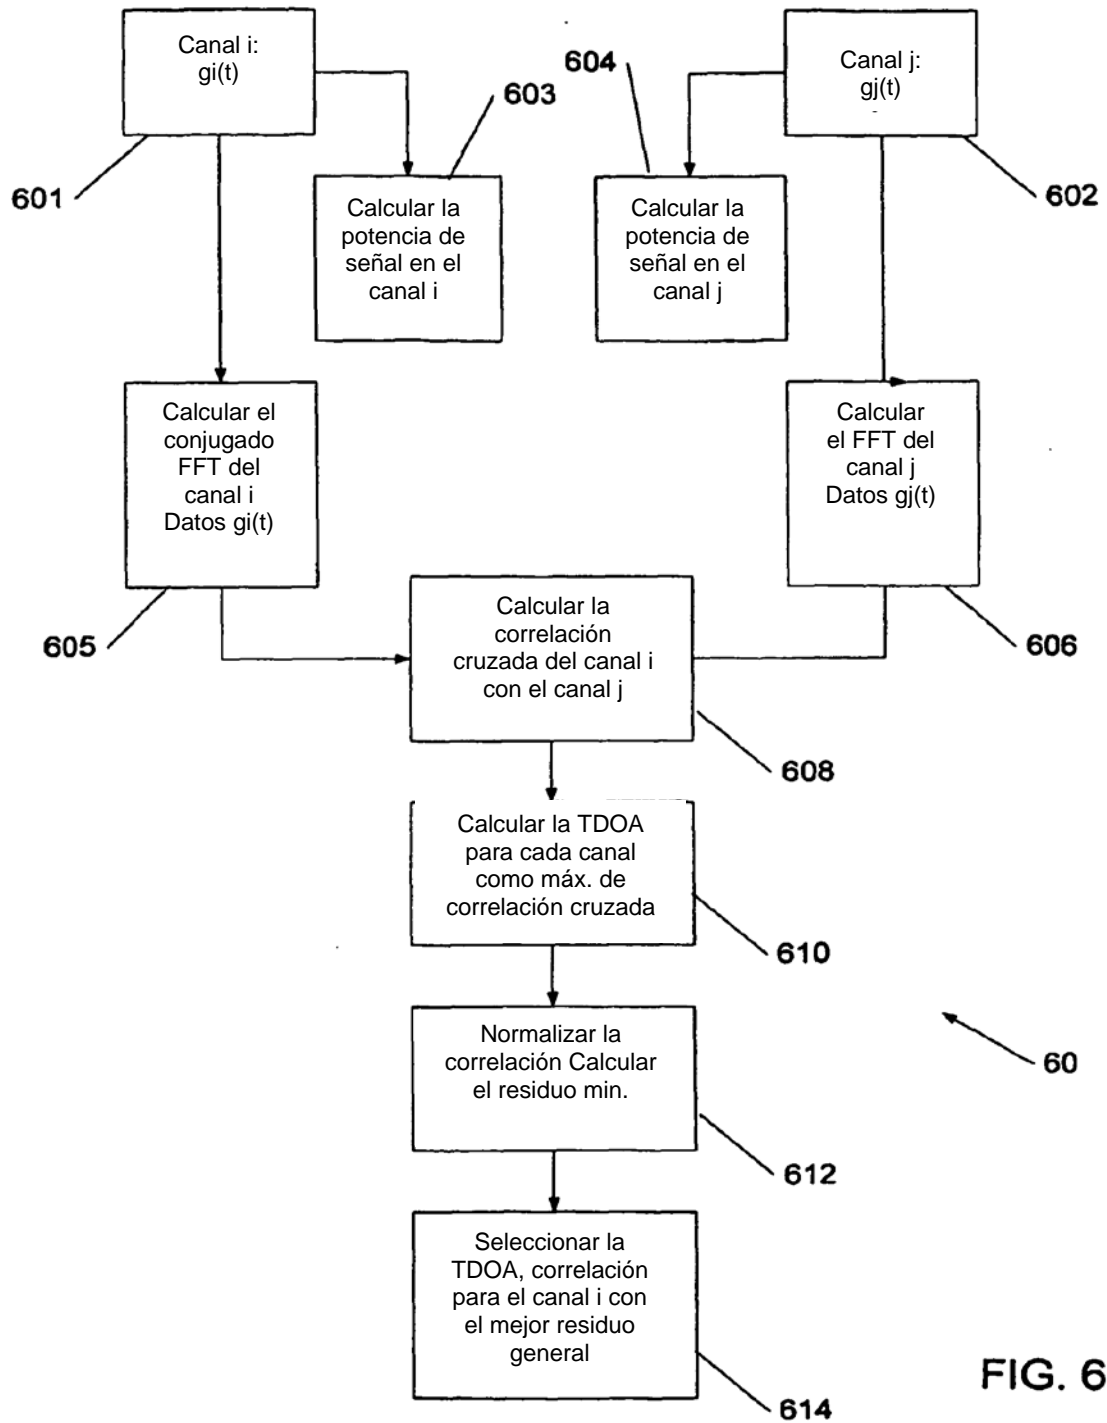 Canal i:
gi(t)
601
603
Calcular la
potencia de
señal en el
canal i
604
Canal j:
gj(t)
602
Calcular la
potencia de
señal en el
canal j
Calcular el
conjugado
FFT del
canal i
Datos gi(t)
605
Calcular
el FFT del
canal j
Datos gj(t)
606
Calcular la
correlación
cruzada del canal i
con el canal j
608
Calcular la TDOA
para cada canal
como máx. de
correlación cruzada
610
Normalizar la
correlación Calcular
el residuo min.
612
60
Seleccionar la
TDOA, correlación
para el canal i con
el mejor residuo
general
614
FIG. 6